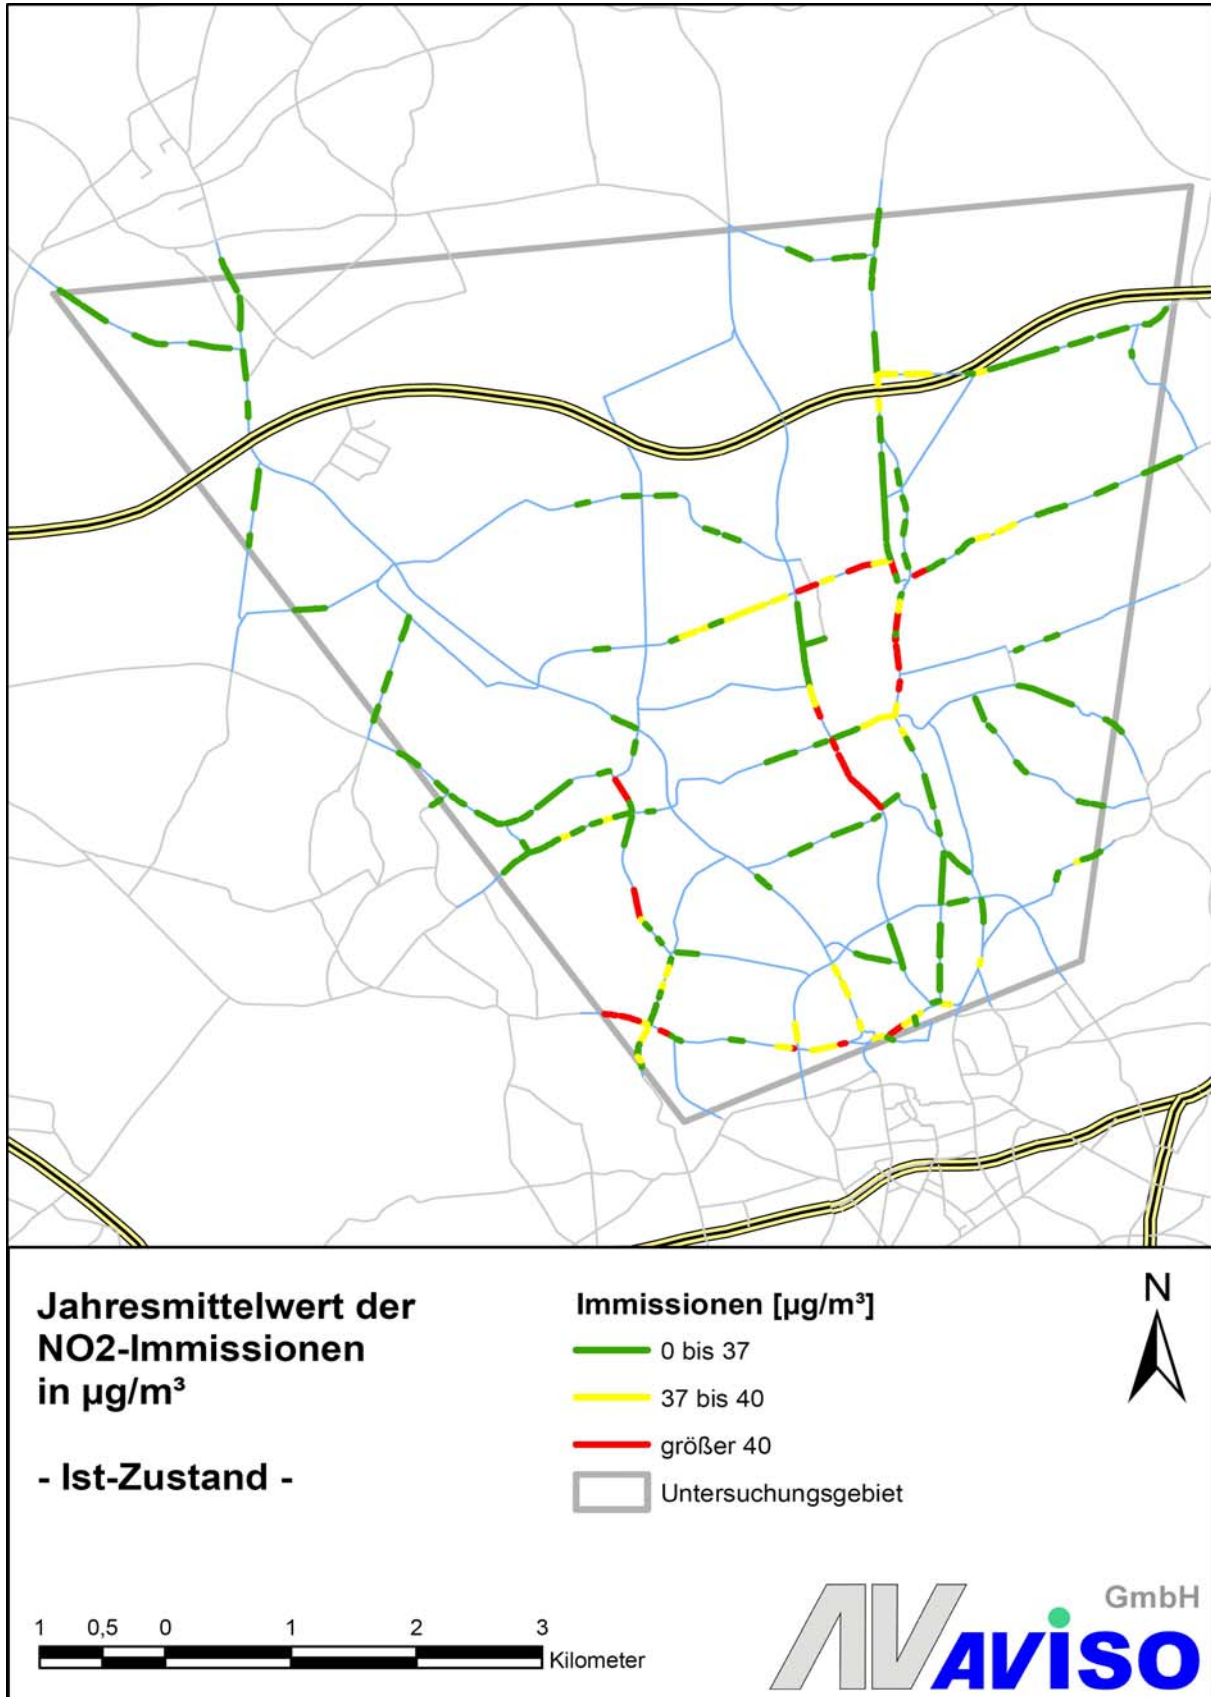 Jahresmittelwert der
NO2-Immissionen
in µg/m³
- Ist-Zustand -
Immissionen [µg/m³]
0 bis 37
37 bis 40
größer 40
Untersuchungsgebiet
N
1 0,5 0 1 2 3
Kilometer
GmbH
AVISO